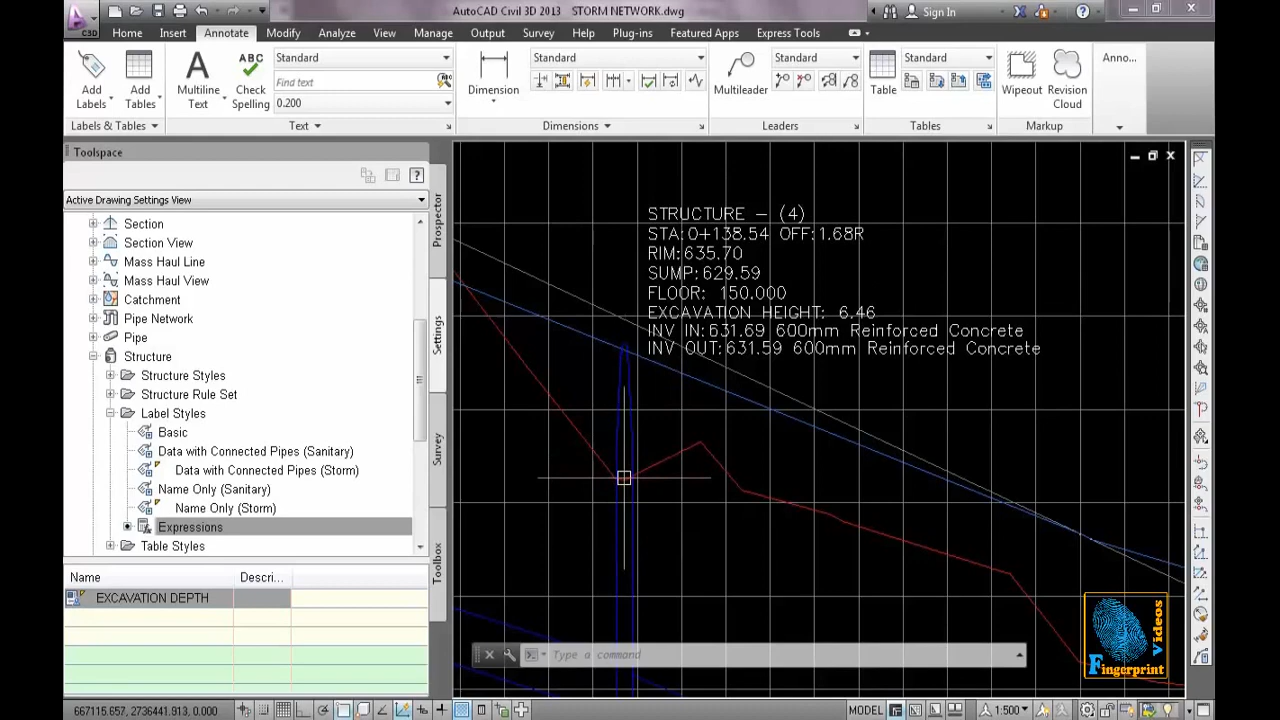 AutoCAD Civil 3D 2013 STORM NETWORK.dwg
Sign In
C3D
Home Insert Annotate Modify Analyze View Manage Output Survey Help Plug-ins Featured Apps Express Tools
Add Labels
Add Tables
Labels & Tables
Multiline Text
ABC
Check Spelling
Standard
Find text
0.200
Text
Dimension
Standard
Dimensions
Multileader
Standard
Leaders
Table
Standard
Tables
Wipeout
Revision Cloud
Markup
Anno...
Toolspace
Active Drawing Settings View
Section
Section View
Mass Haul Line
Mass Haul View
Catchment
Pipe Network
Pipe
Structure
Structure Styles
Structure Rule Set
Label Styles
Basic
Data with Connected Pipes (Sanitary)
Data with Connected Pipes (Storm)
Name Only (Sanitary)
Name Only (Storm)
Expressions
Table Styles
Name Descri...
EXCAVATION DEPTH
Prospector
Settings
Survey
Toolbox
STRUCTURE - (4)
STA:0+138.54 OFF:1.68R
RIM:635.70
SUMP:629.59
FLOOR: 150.000
EXCAVATION HEIGHT: 6.46
INV IN:631.69 600mm Reinforced Concrete
INV OUT:631.59 600mm Reinforced Concrete
Type a command
Fingerprint
Videos
667115.657, 2736441.913, 0.000
MODEL
1:500